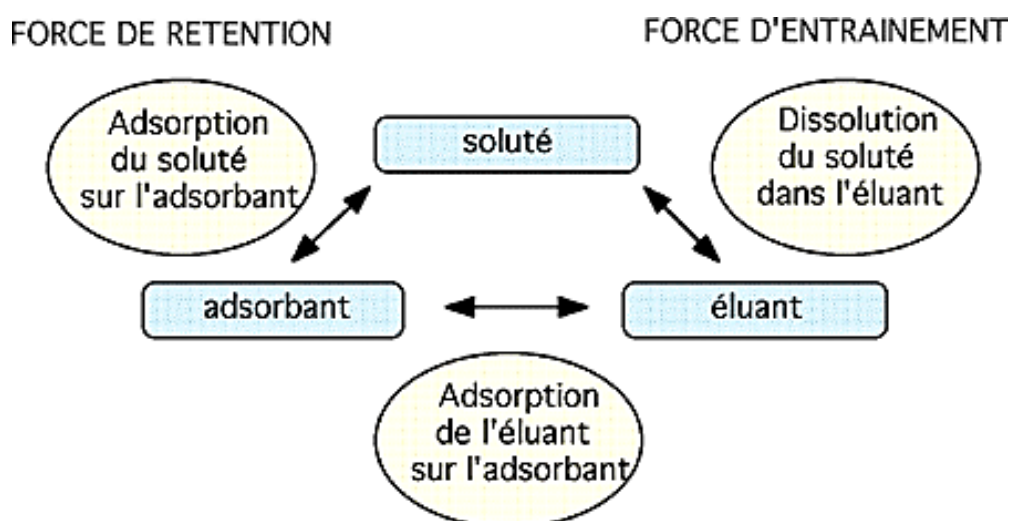 FORCE DE RETENTION
FORCE D'ENTRAINEMENT
Adsorption
du soluté
sur l'adsorbant
soluté
Dissolution
du soluté
dans l'éluant
adsorbant
éluant
Adsorption
de l'éluant
sur l'adsorbant